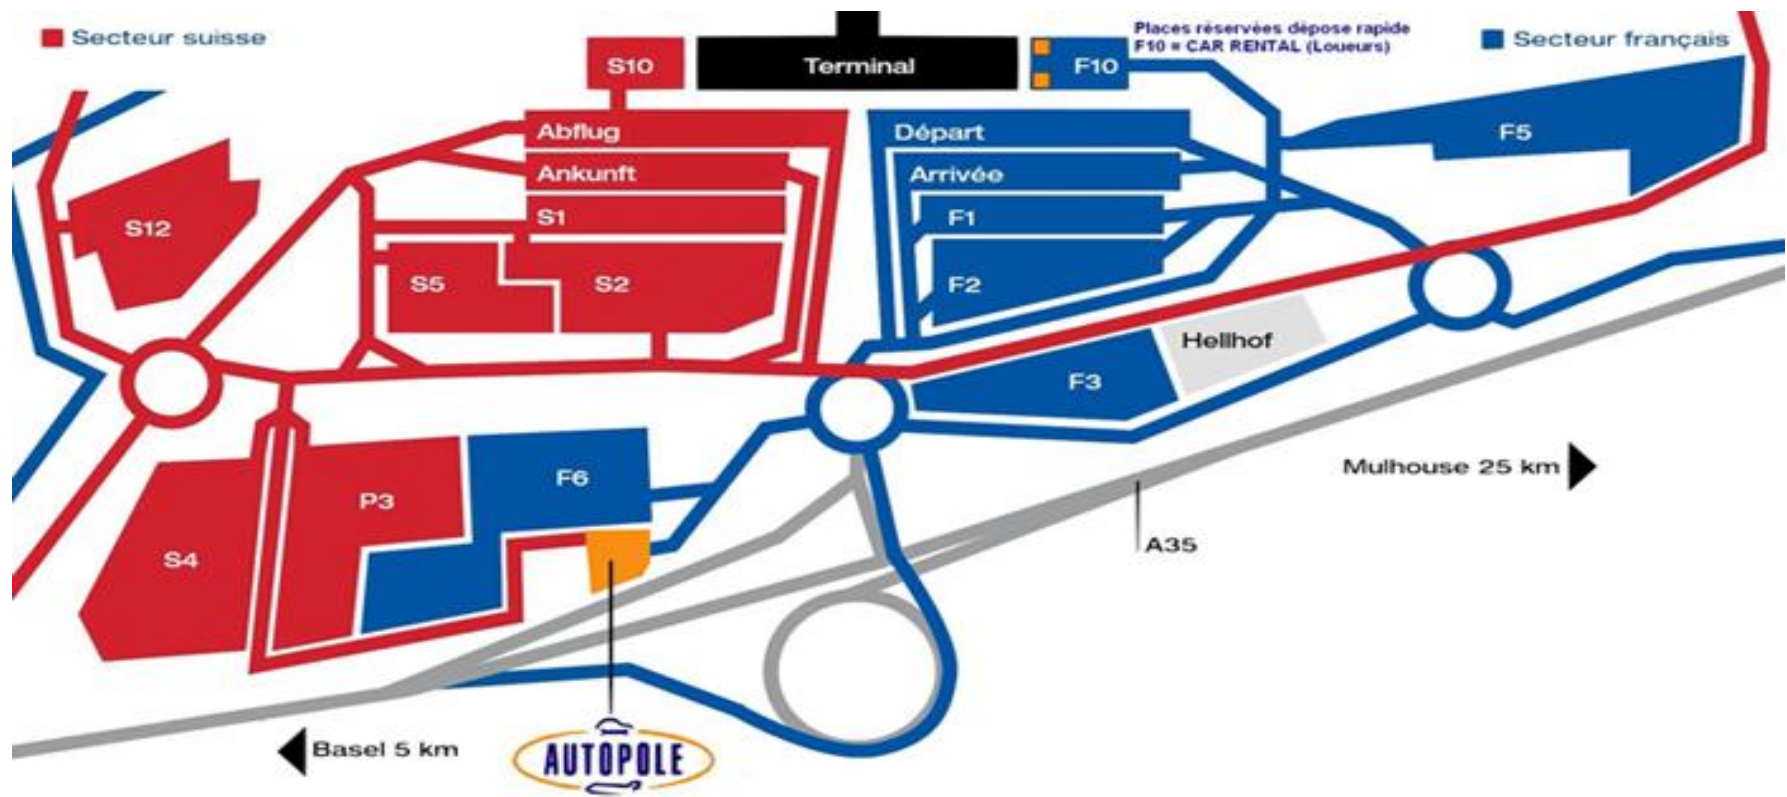 Secteur suisse
S10
Terminal
F10
Places réservées dépose rapide
F10 = CAR RENTAL (Loueurs)
Secteur français
Abflug
Ankunft
S1
S12
S5
S2
Départ
Arrivée
F1
F2
F5
Hellhof
F3
F6
P3
S4
Mulhouse 25 km
A35
Basel 5 km
AUTOPOLE